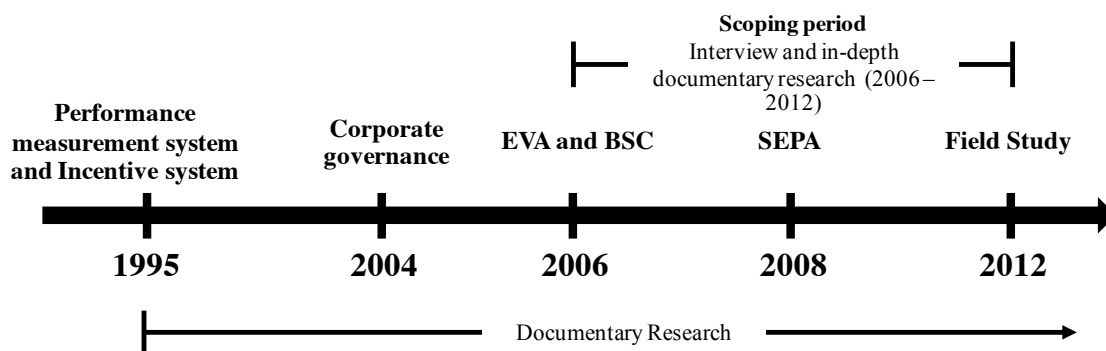 Scoping period
Interview and in-depth
documentary research (2006–
2012)
Performance
measurement system
and Incentive system
Corporate
governance
EVA and BSC
SEPA
Field Study
1995
2004
2006
2008
2012
Documentary Research